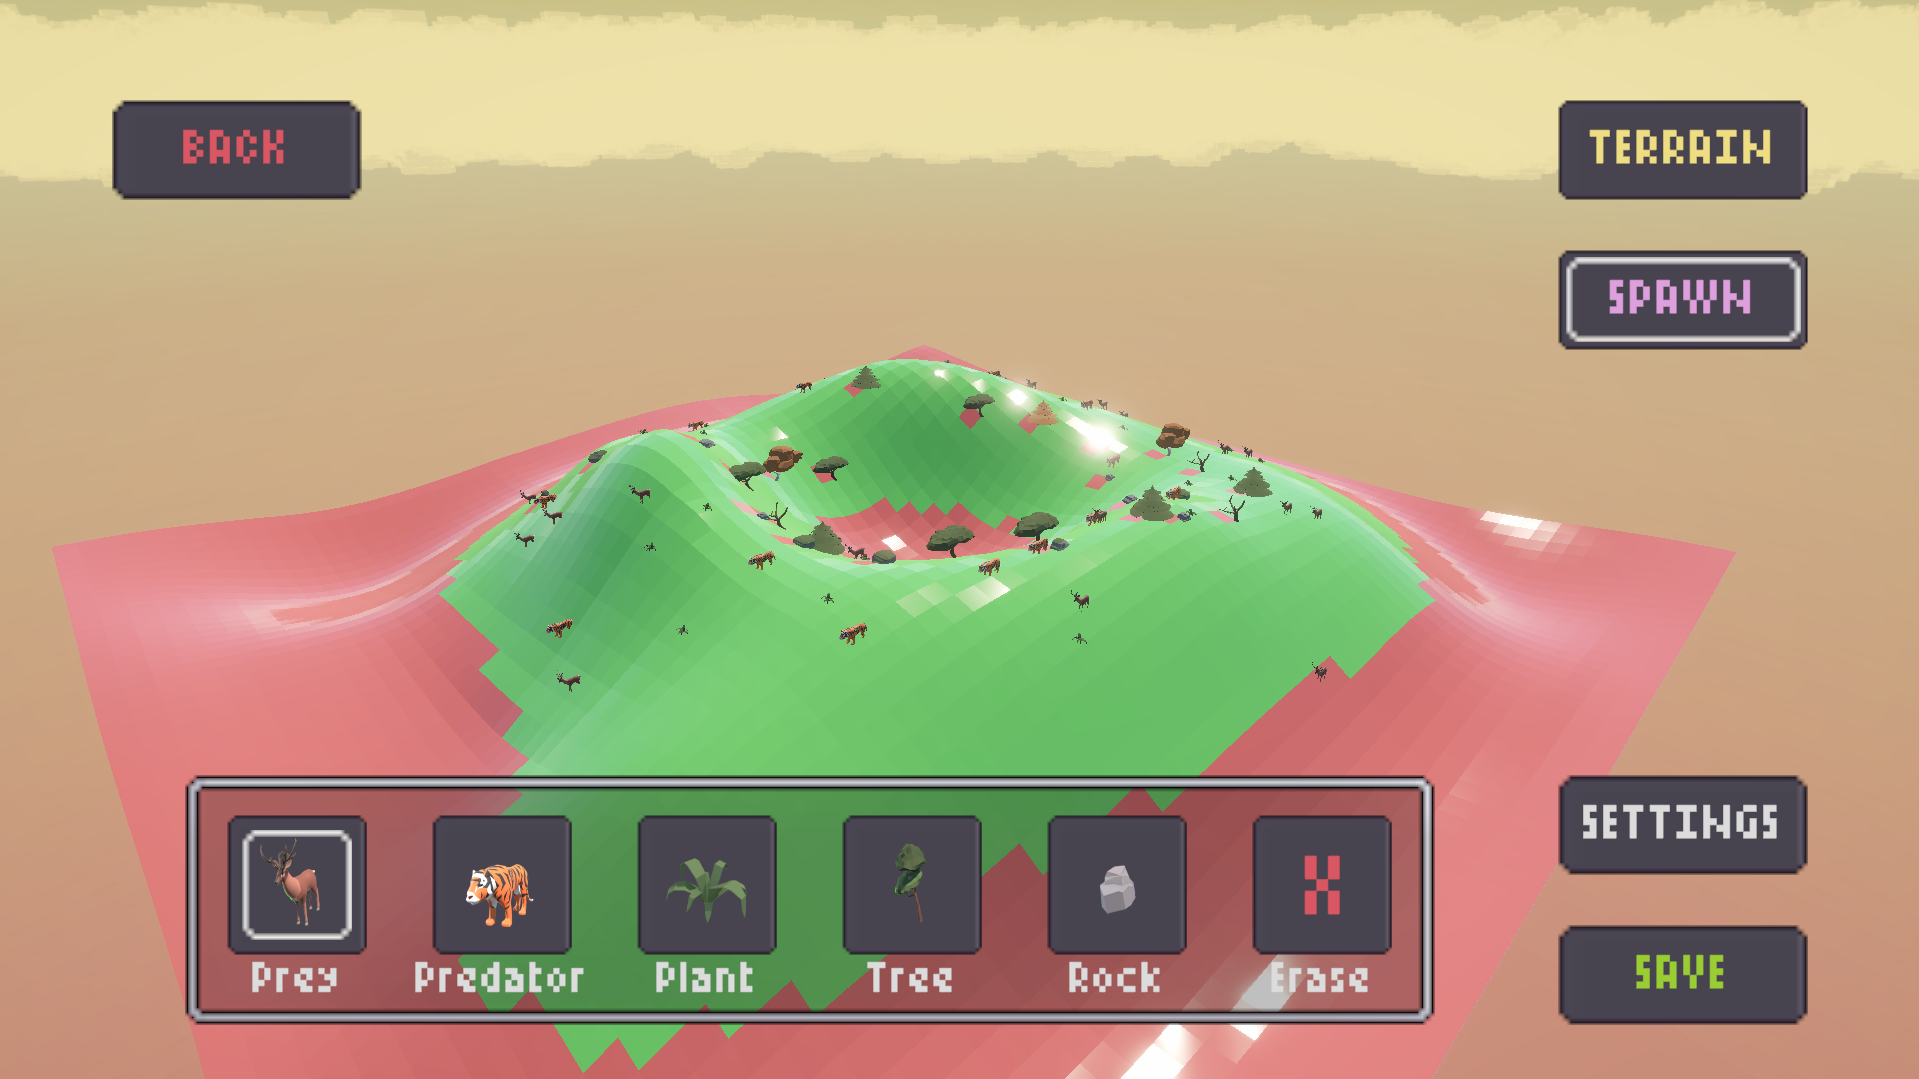 BACK
TERRAIN
SPAWN
SETTINGS
SAVE
Prey
Predator
Plant
Tree
Rock
Erase